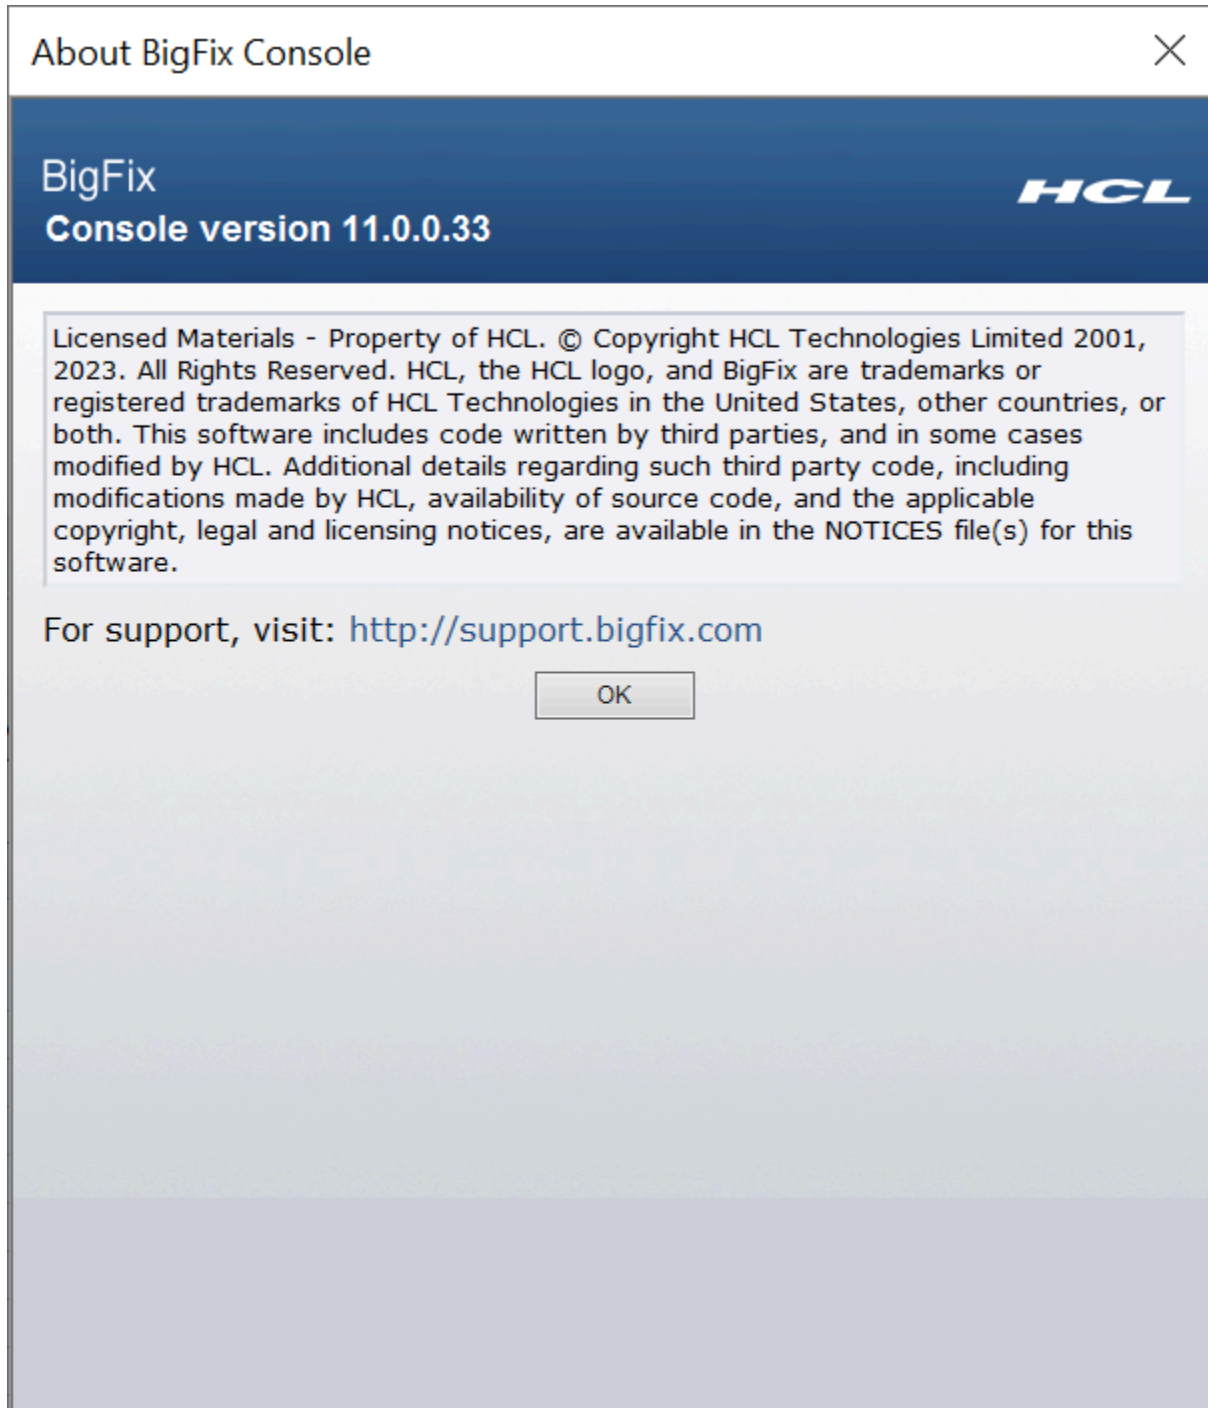 About BigFix Console
BigFix
HCL
Console version 11.0.0.33
Licensed Materials - Property of HCL. © Copyright HCL Technologies Limited 2001,
2023. All Rights Reserved. HCL, the HCL logo, and BigFix are trademarks or
registered trademarks of HCL Technologies in the United States, other countries, or
both. This software includes code written by third parties, and in some cases
modified by HCL. Additional details regarding such third party code, including
modifications made by HCL, availability of source code, and the applicable
copyright, legal and licensing notices, are available in the NOTICES file(s) for this
software.
For support, visit: http://support.bigfix.com
OK